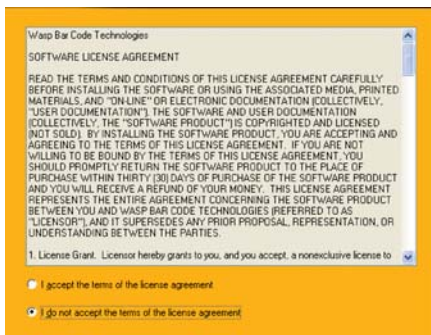 Wasp Bar Code Technologies
SOFTWARE LICENSE AGREEMENT
READ THE TERMS AND CONDITIONS OF THIS LICENSE AGREEMENT CAREFULLY
BEFORE INSTALLING THE SOFTWARE OR USING THE ASSOCIATED MEDIA, PRINTED
MATERIALS, AND "ON-LINE" OR ELECTRONIC DOCUMENTATION (COLLECTIVELY,
"USER DOCUMENTATION"). THE SOFTWARE AND USER DOCUMENTATION
(COLLECTIVELY, THE "SOFTWARE PRODUCT") IS COPYRIGHTED AND LICENSED
(NOT SOLD). BY INSTALLING THE SOFTWARE PRODUCT, YOU ARE ACCEPTING AND
AGREEING TO THE TERMS OF THIS LICENSE AGREEMENT. IF YOU ARE NOT
WILLING TO BE BOUND BY THE TERMS OF THIS LICENSE AGREEMENT, YOU
SHOULD PROMPTLY RETURN THE SOFTWARE PRODUCT TO THE PLACE OF
PURCHASE WITHIN THIRTY (30) DAYS OF PURCHASE OF THE SOFTWARE PRODUCT
AND YOU WILL RECEIVE A REFUND OF YOUR MONEY. THIS LICENSE AGREEMENT
REPRESENTS THE ENTIRE AGREEMENT CONCERNING THE SOFTWARE PRODUCT
BETWEEN YOU AND WASP BAR CODE TECHNOLOGIES (REFERRED TO AS
"LICENSOR"), AND IT SUPERSEDES ANY PRIOR PROPOSAL, REPRESENTATION, OR
UNDERSTANDING BETWEEN THE PARTIES.
1. License Grant. Licensor hereby grants to you, and you accept, a nonexclusive license to
I accept the terms of the license agreement
I do not accept the terms of the license agreement